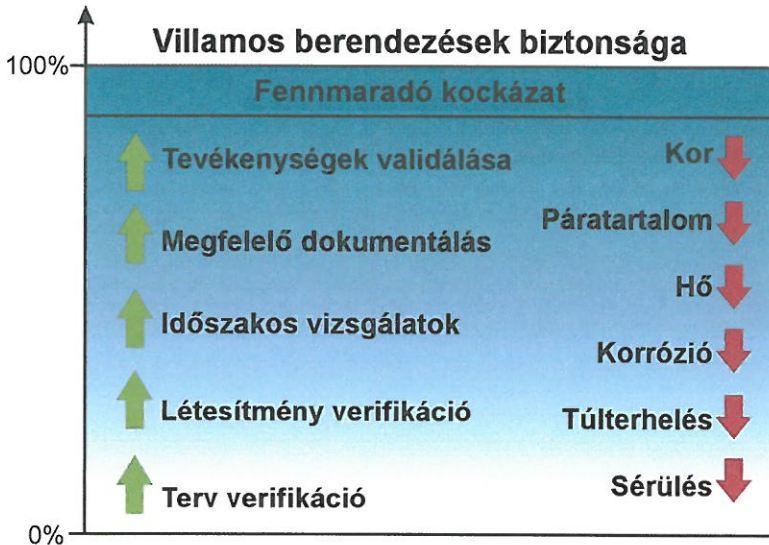 Villamos berendezések biztonsága
100%
Fennmaradó kockázat
Tevékenységek validálása
Kor
Megfelelő dokumentálás
Páratartalom
Hő
Időszakos vizsgálatok
Korrózió
Létesítmény verifikáció
Túlterhelés
Terv verifikáció
Sérülés
0%